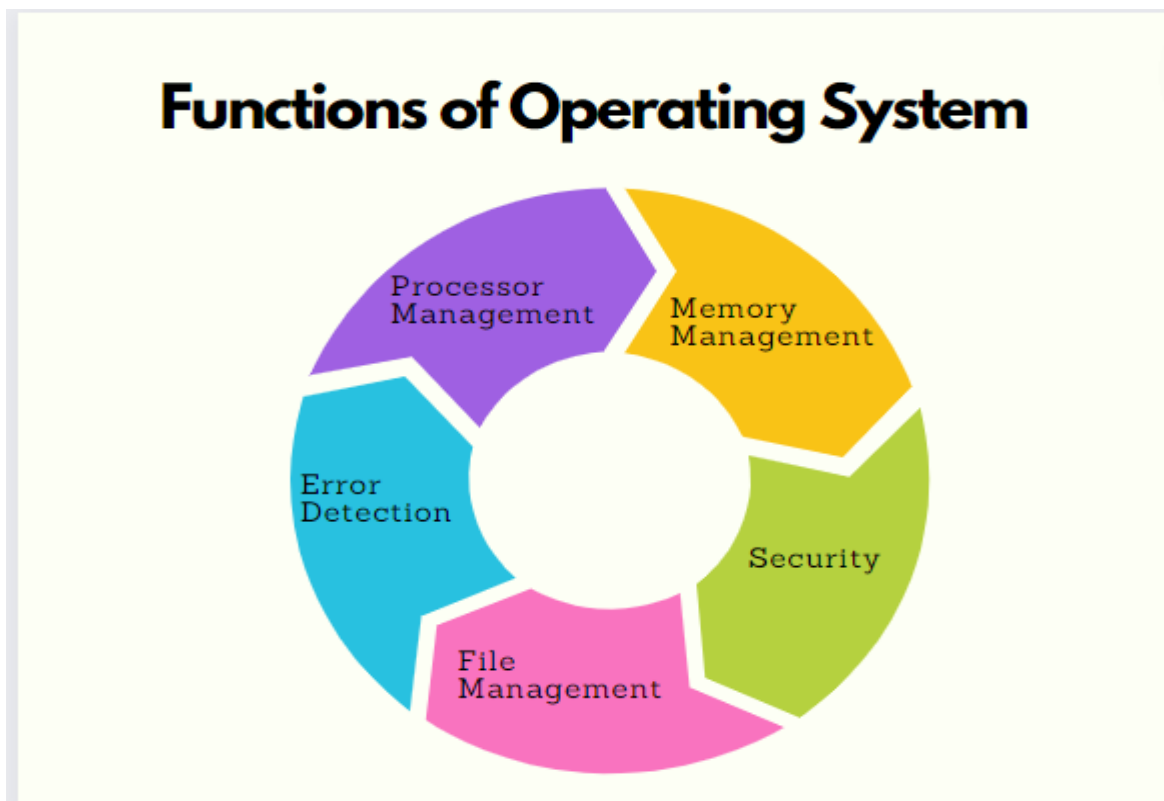 Functions of Operating System
Processor
Management
Memory
Management
Error
Detection
Security
File
Management